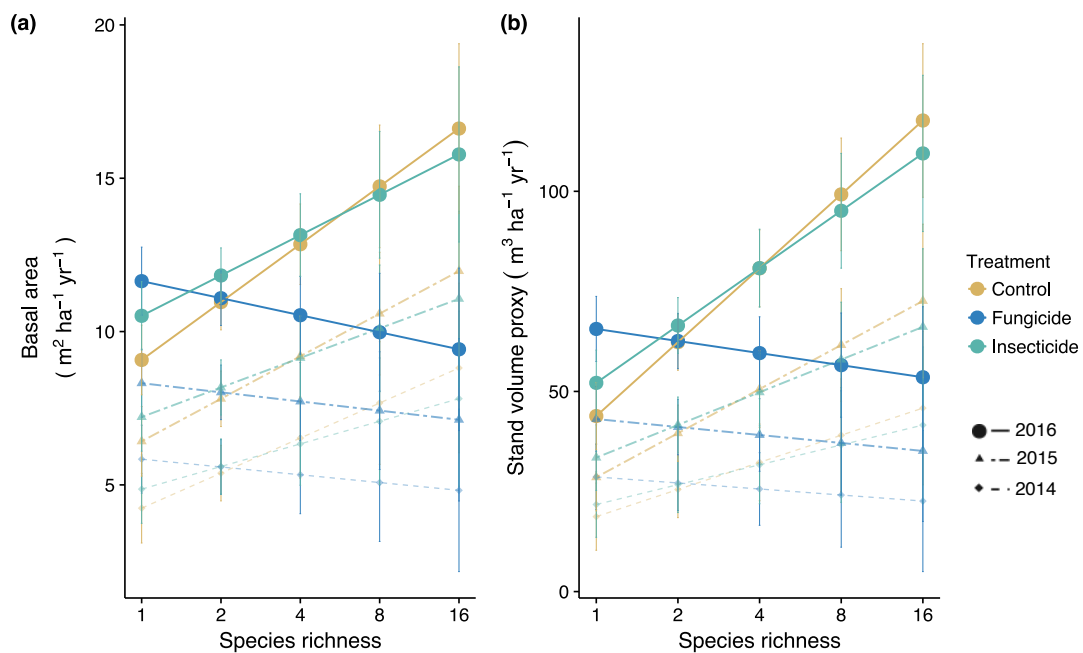 (a)
20
15
10
5
Basal area
( m² ha⁻¹ yr⁻¹ )
1 2 4 8 16
Species richness
(b)
100
50
0
Stand volume proxy ( m³ ha⁻¹ yr⁻¹ )
1 2 4 8 16
Species richness
Treatment
Control
Fungicide
Insecticide
2016
2015
2014